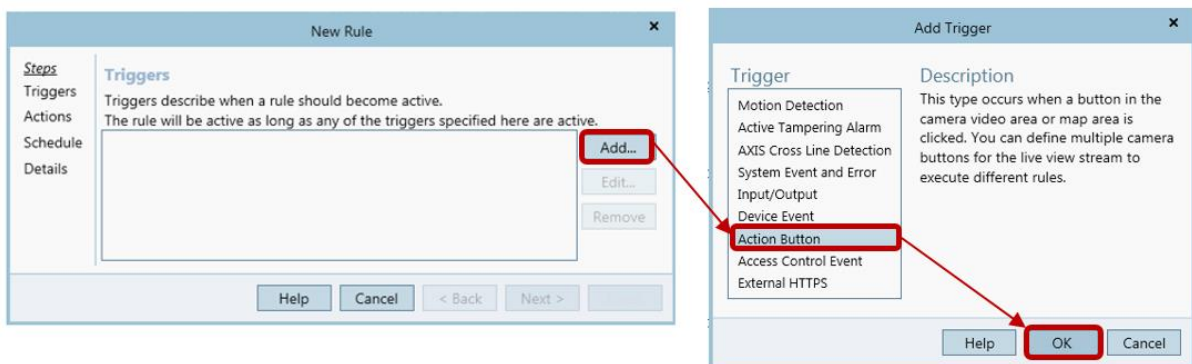 New Rule
Steps
Triggers
Actions
Schedule
Details
Triggers
Triggers describe when a rule should become active.
The rule will be active as long as any of the triggers specified here are active.
Add...
Edit...
Remove
Help
Cancel
< Back
Next >
Add Trigger
Trigger
Motion Detection
Active Tampering Alarm
AXIS Cross Line Detection
System Event and Error
Input/Output
Device Event
Action Button
Access Control Event
External HTTPS
Description
This type occurs when a button in the
camera video area or map area is
clicked. You can define multiple camera
buttons for the live view stream to
execute different rules.
Help
OK
Cancel